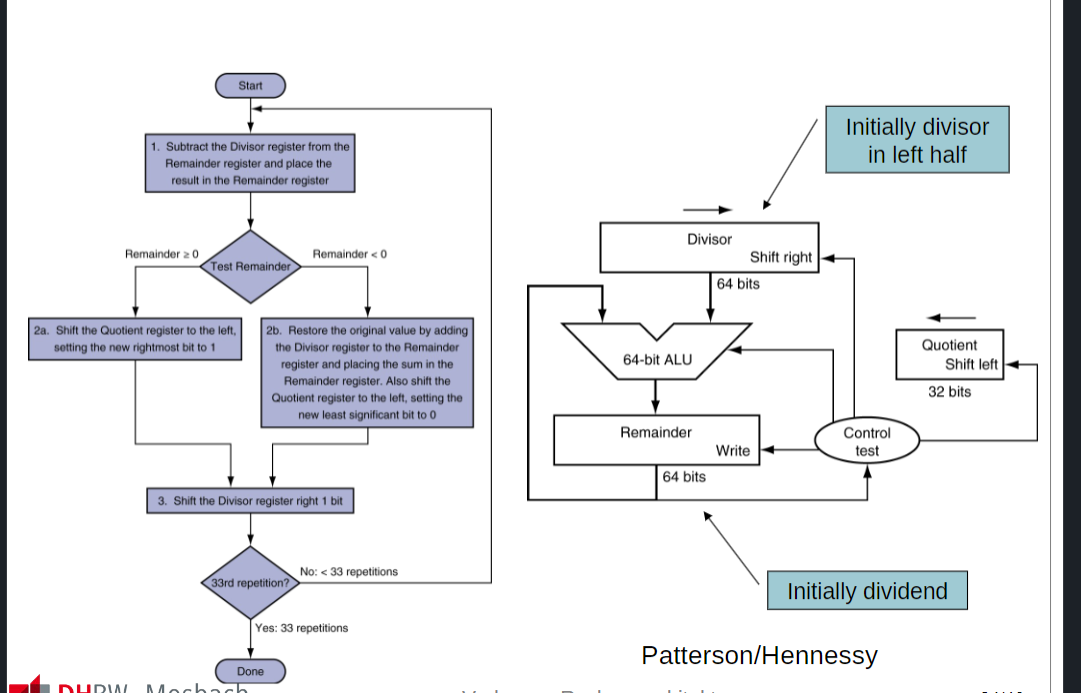 Start
1. Subtract the Divisor register from the
Remainder register and place the
result in the Remainder register
Remainder ≥ 0
Test Remainder
Remainder < 0
2a. Shift the Quotient register to the left,
setting the new rightmost bit to 1
2b. Restore the original value by adding
the Divisor register to the Remainder
register and placing the sum in the
Remainder register. Also shift the
Quotient register to the left, setting the
new least significant bit to 0
3. Shift the Divisor register right 1 bit
33rd repetition?
No: < 33 repetitions
Yes: 33 repetitions
Done
Initially divisor
in left half
Divisor
Shift right
64 bits
64-bit ALU
Quotient
Shift left
32 bits
Remainder
Write
64 bits
Control
test
Initially dividend
Patterson/Hennessy
DHBW Mosbach